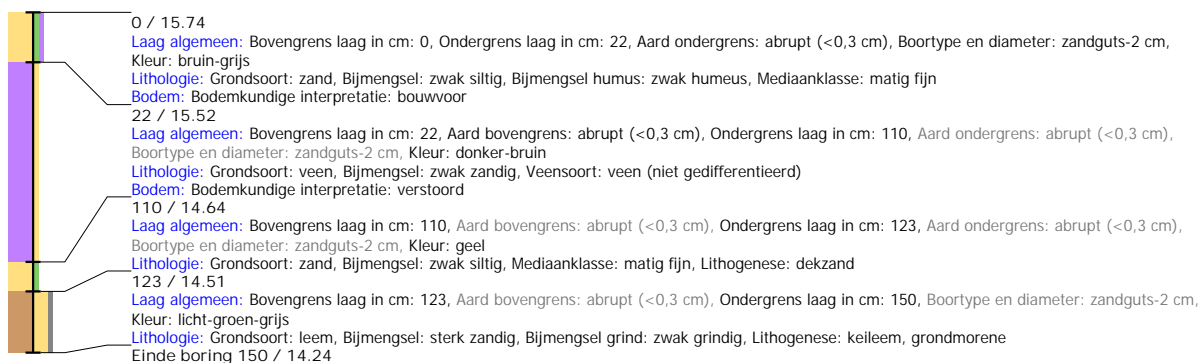 0 / 15.74
Laag algemeen: Bovengrens laag in cm: 0, Ondergrens laag in cm: 22, Aard ondergrens: abrupt (<0,3 cm), Boortype en diameter: zandguts-2 cm,
Kleur: bruin-grijs
Lithologie: Grondsoort: zand, Bijmengsel: zwak siltig, Bijmengsel humus: zwak humeus, Mediaanklasse: matig fijn
Bodem: Bodemkundige interpretatie: bouwvoor
22 / 15.52
Laag algemeen: Bovengrens laag in cm: 22, Aard bovengrens: abrupt (<0,3 cm), Ondergrens laag in cm: 110, Aard ondergrens: abrupt (<0,3 cm),
Boortype en diameter: zandguts-2 cm, Kleur: donker-bruin
Lithologie: Grondsoort: veen, Bijmengsel: zwak zandig, Veensoort: veen (niet gedifferentieerd)
Bodem: Bodemkundige interpretatie: verstoord
110 / 14.64
Laag algemeen: Bovengrens laag in cm: 110, Aard bovengrens: abrupt (<0,3 cm), Ondergrens laag in cm: 123, Aard ondergrens: abrupt (<0,3 cm),
Boortype en diameter: zandguts-2 cm, Kleur: geel
Lithologie: Grondsoort: zand, Bijmengsel: zwak siltig, Mediaanklasse: matig fijn, Lithogenese: dekzand
123 / 14.51
Laag algemeen: Bovengrens laag in cm: 123, Aard bovengrens: abrupt (<0,3 cm), Ondergrens laag in cm: 150, Boortype en diameter: zandguts-2 cm,
Kleur: licht-groen-grijs
Lithologie: Grondsoort: leem, Bijmengsel: sterk zandig, Bijmengsel grind: zwak grindig, Lithogenese: keileem, grondmorene
Einde boring 150 / 14.24